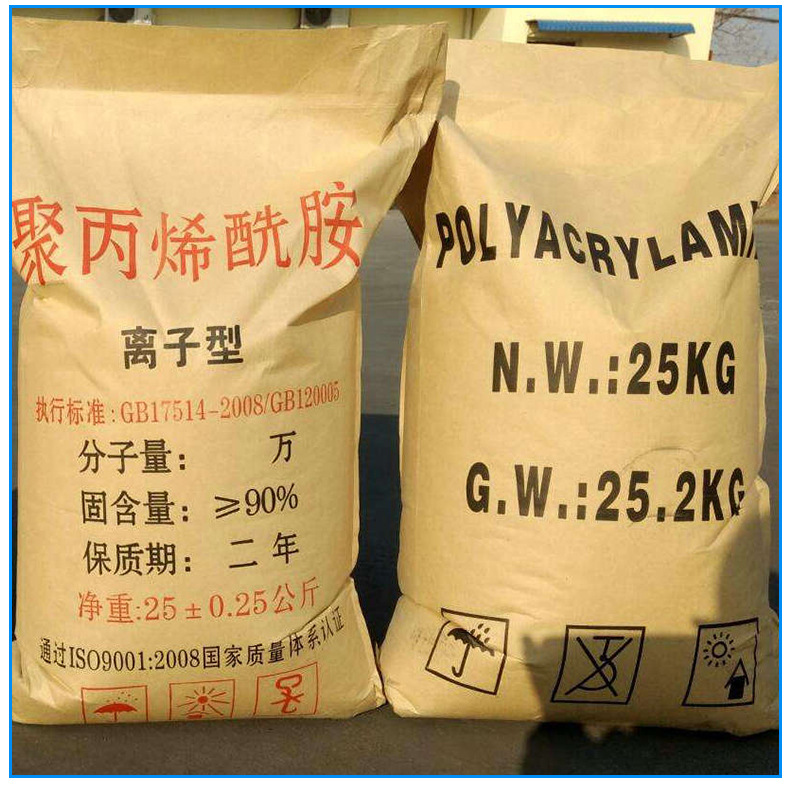 聚丙烯酰胺
离子型
执行标准:GB17514-2008/GB120005
分子量: 万
固含量: ≥90%
保质期: 二年
净重:25±0.25公斤
通过ISO9001:2008国家质量体系认证
POLYACRYLAMI
N.W.:25KG
G.W.:25.2KG